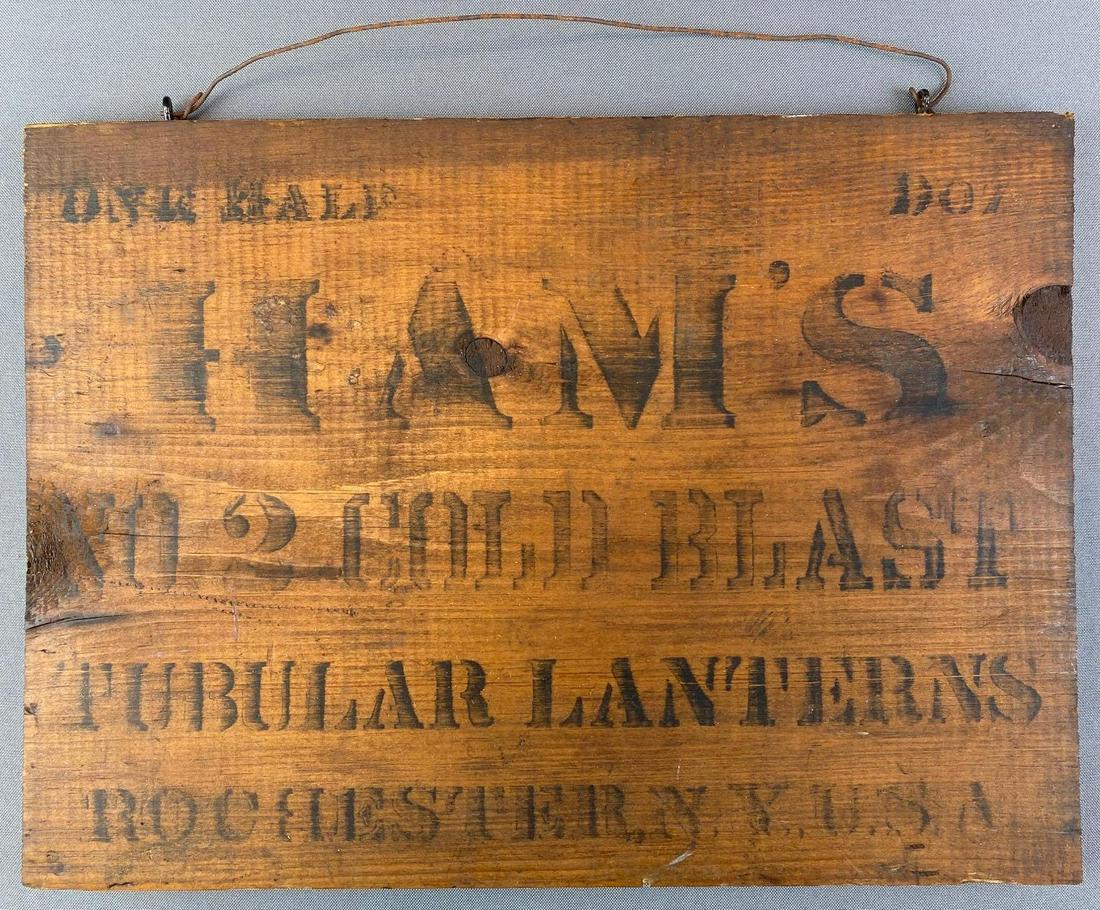 ONE HALF DOZ
HAM'S
NO 2 COLD BLAST
TUBULAR LANTERNS
ROCHESTER, N.Y., U.S.A.